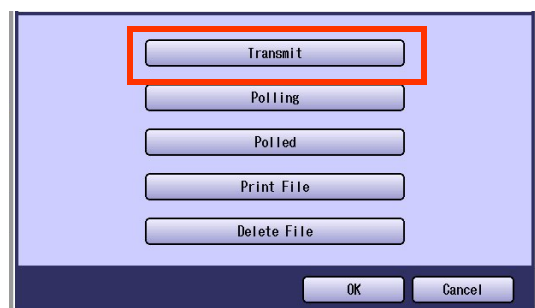 Transmit
Polling
Polled
Print File
Delete File
OK
Cancel